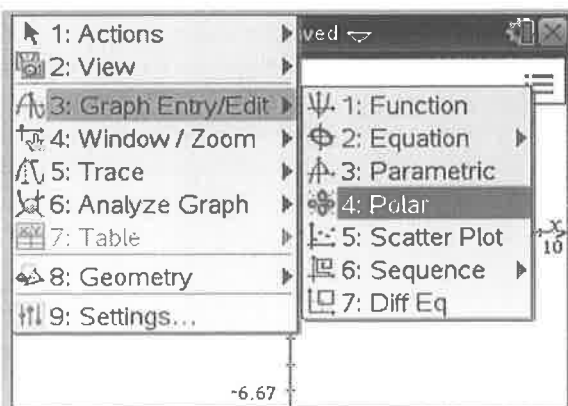 1: Actions
2: View
3: Graph Entry/Edit
4: Window / Zoom
5: Trace
6: Analyze Graph
7: Table
8: Geometry
9: Settings...
ved
1: Function
2: Equation
3: Parametric
4: Polar
5: Scatter Plot
6: Sequence
7: Diff Eq
x
10
-6.67